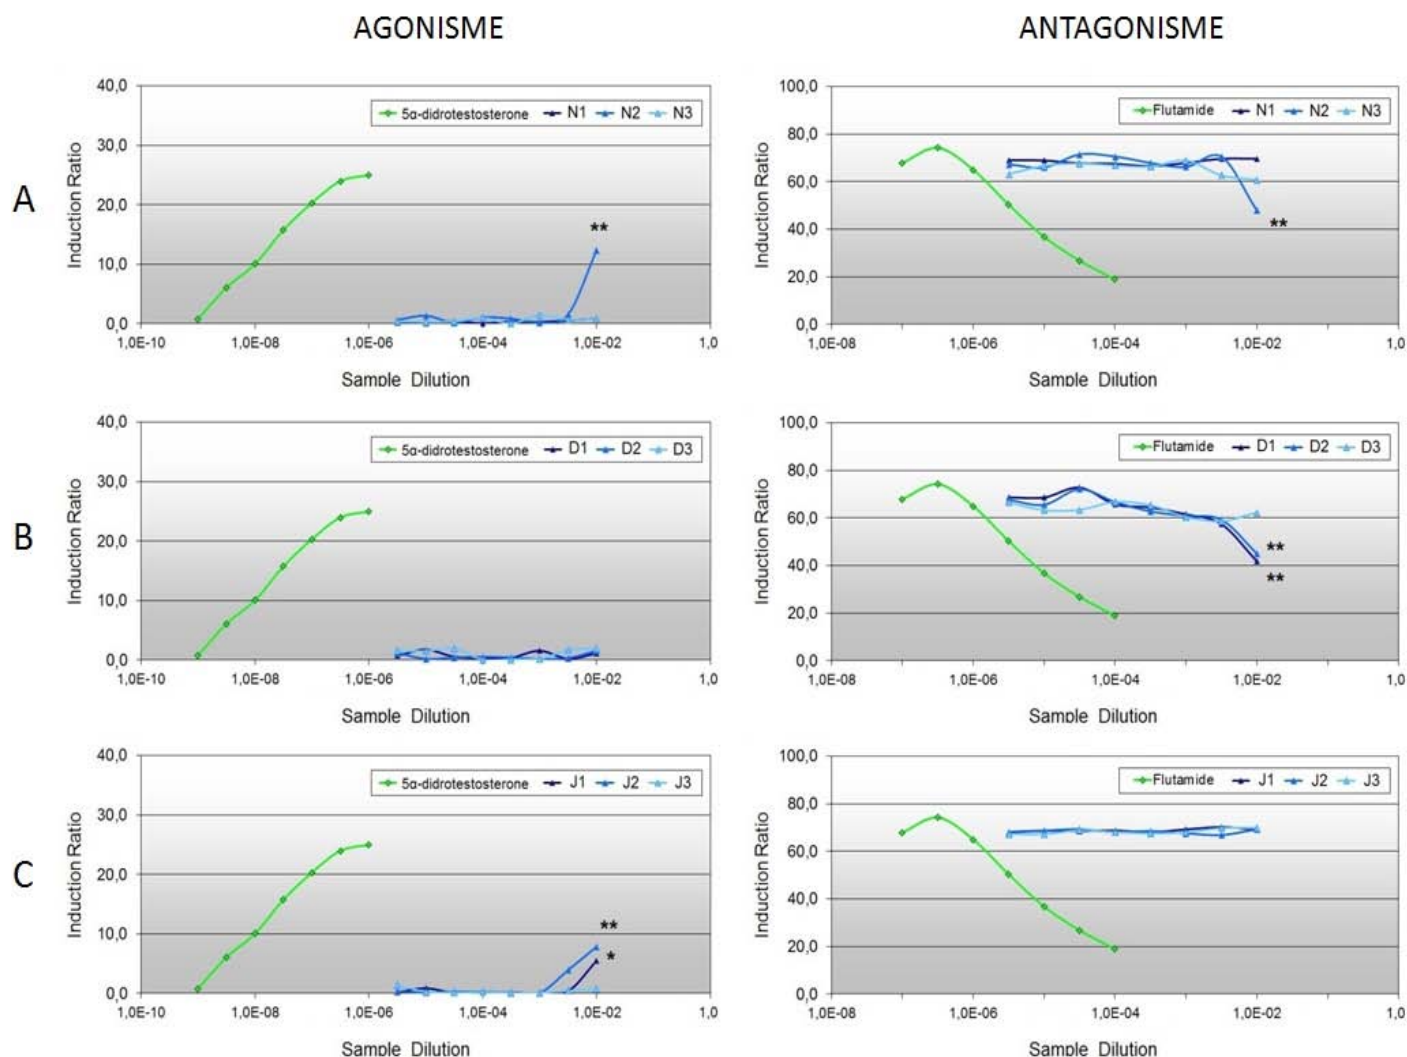 AGONISME
ANTAGONISME
A
40,0
30,0
20,0
10,0
0,0
Induction Ratio
5α-didrotestosterone N1 N2 N3
**
1,0E-10 1,0E-08 1,0E-06 1,0E-04 1,0E-02 1,0
Sample Dilution
100,0
80,0
60,0
40,0
20,0
0,0
Induction Ratio
Flutamide N1 N2 N3
**
1,0E-08 1,0E-06 1,0E-04 1,0E-02 1,0
Sample Dilution
B
40,0
30,0
20,0
10,0
0,0
Induction Ratio
5α-didrotestosterone D1 D2 D3
1,0E-10 1,0E-08 1,0E-06 1,0E-04 1,0E-02 1,0
Sample Dilution
100,0
80,0
60,0
40,0
20,0
0,0
Induction Ratio
Flutamide D1 D2 D3
**
**
1,0E-08 1,0E-06 1,0E-04 1,0E-02 1,0
Sample Dilution
C
40,0
30,0
20,0
10,0
0,0
Induction Ratio
5α-didrotestosterone J1 J2 J3
**
*
1,0E-10 1,0E-08 1,0E-06 1,0E-04 1,0E-02 1,0
Sample Dilution
100,0
80,0
60,0
40,0
20,0
0,0
Induction Ratio
Flutamide J1 J2 J3
1,0E-08 1,0E-06 1,0E-04 1,0E-02 1,0
Sample Dilution